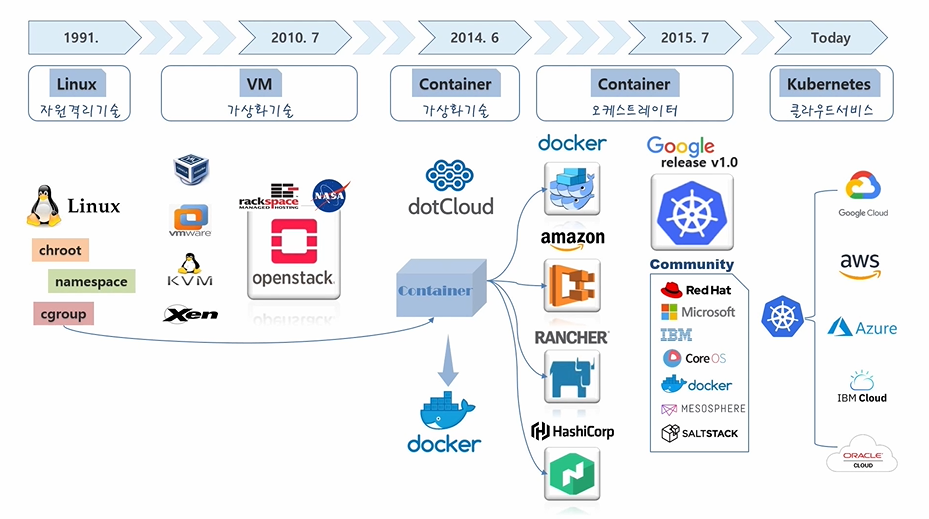 1991.
2010. 7
2014. 6
2015. 7
Today
Linux
자원격리기술
VM
가상화기술
Container
가상화기술
Container
오케스트레이터
Kubernetes
클라우드서비스
Linux
chroot
namespace
cgroup
vmware
KVM
Xen
rackspace
MANAGED HOSTING
NASA
openstack.
dotCloud
Container
docker
docker
amazon
RANCHER
HashiCorp
Google
release v1.0
Community
Red Hat
Microsoft
IBM
Core OS
docker
MESOSPHERE
SALTSTACK
Google Cloud
aws
Azure
IBM Cloud
ORACLE
CLOUD